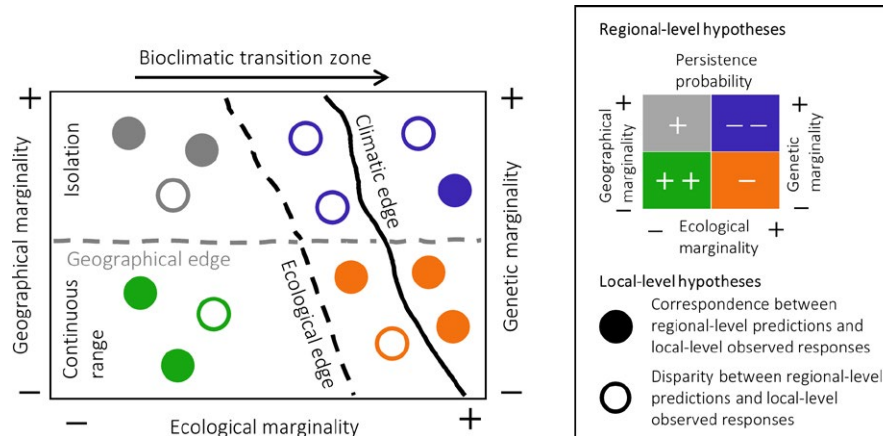 Bioclimatic transition zone
+
+
Geographical marginality
Isolation
Climatic edge
Genetic marginality
Geographical edge
Ecological edge
Continuous
range
−
−
−
+
Ecological marginality
Regional-level hypotheses
Persistence
probability
Geographical
marginality
+
−
+
− −
+ +
−
+
−
Genetic
marginality
−
+
Ecological
marginality
Local-level hypotheses
Correspondence between
regional-level predictions and
local-level observed responses
Disparity between regional-level
predictions and local-level
observed responses